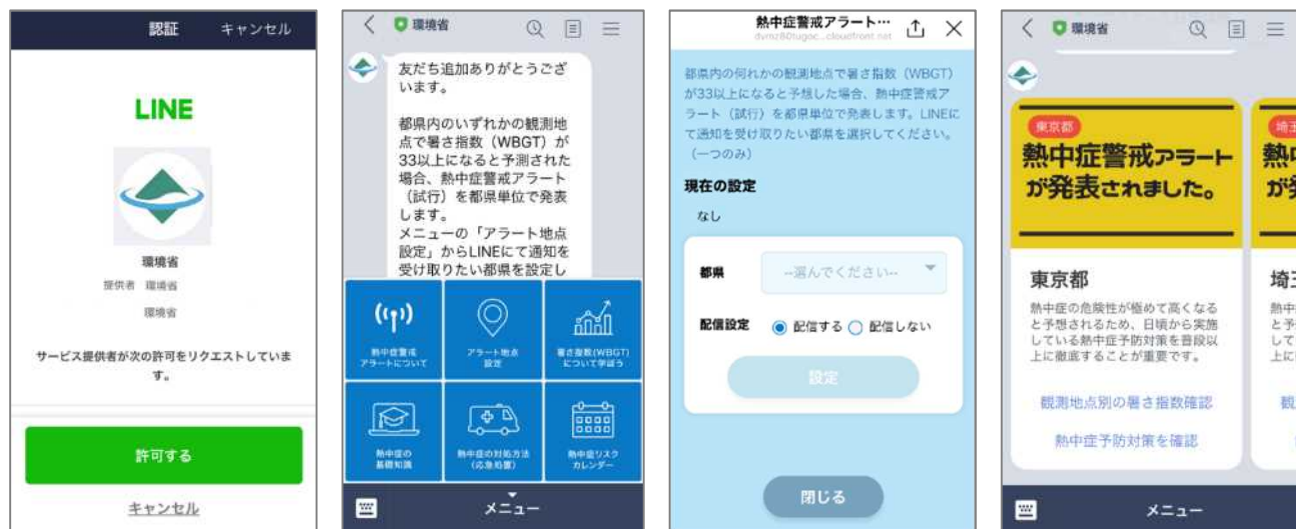 認証
キャンセル
LINE
環境省
提供者 環境省
環境省
サービス提供者が次の許可をリクエストしていま
す。
許可する
キャンセル
環境省
友だち追加ありがとうござ
います。
都県内のいずれかの観測地
点で暑さ指数（WBGT）が
33以上になると予測された
場合、熱中症警戒アラート
（試行）を都県単位で発表
します。
メニューの「アラート地点
設定」からLINEにて通知を
受け取りたい都県を設定し
熱中症警戒
アラートについて
アラート地点
設定
暑さ指数(WBGT)
について学ぼう
熱中症の
基礎知識
熱中症の対処方法
（応急処置）
熱中症リスク
カレンダー
メニュー
熱中症警戒アラート…
都県内の何れかの観測地点で暑さ指数（WBGT）
が33以上になると予想した場合、熱中症警戒ア
ラート（試行）を都県単位で発表します。LINEに
て通知を受け取りたい都県を選択してください。
（一つのみ）
現在の設定
なし
都県
--選んでください--
配信設定
配信する
配信しない
設定
閉じる
環境省
東京都
熱中症警戒アラート
が発表されました。
東京都
熱中症の危険性が極めて高くなる
と予想されるため、日頃から実施
している熱中症予防対策を普段以
上に徹底することが重要です。
観測地点別の暑さ指数確認
熱中症予防対策を確認
埼
熱中
と予
して
上に
観
メニュー